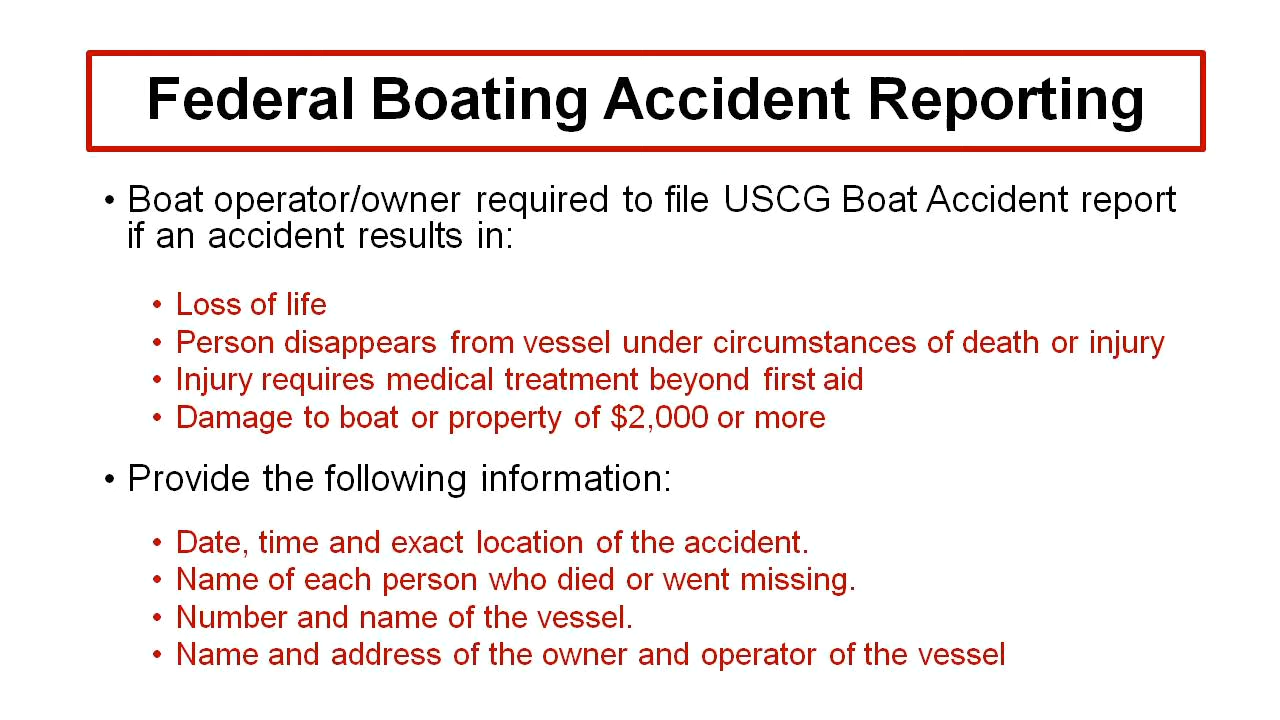 Federal Boating Accident Reporting
• Boat operator/owner required to file USCG Boat Accident report
if an accident results in:
• Loss of life
• Person disappears from vessel under circumstances of death or injury
• Injury requires medical treatment beyond first aid
• Damage to boat or property of $2,000 or more
• Provide the following information:
• Date, time and exact location of the accident.
• Name of each person who died or went missing.
• Number and name of the vessel.
• Name and address of the owner and operator of the vessel